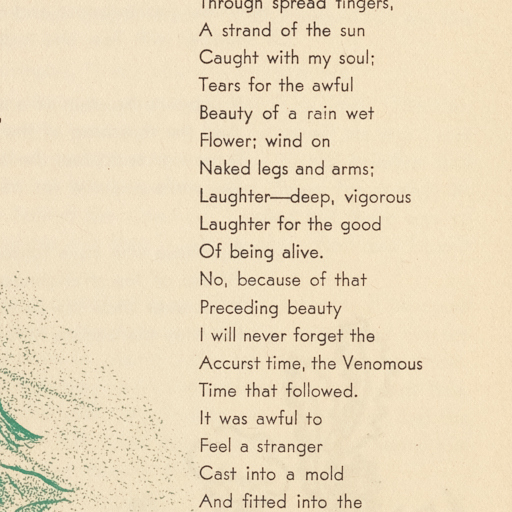 Through spread fingers,
A strand of the sun
Caught with my soul;
Tears for the awful
Beauty of a rain wet
Flower; wind on
Naked legs and arms;
Laughter—deep, vigorous
Laughter for the good
Of being alive.
No, because of that
Preceding beauty
I will never forget the
Accurst time, the Venomous
Time that followed.
It was awful to
Feel a stranger
Cast into a mold
And fitted into the